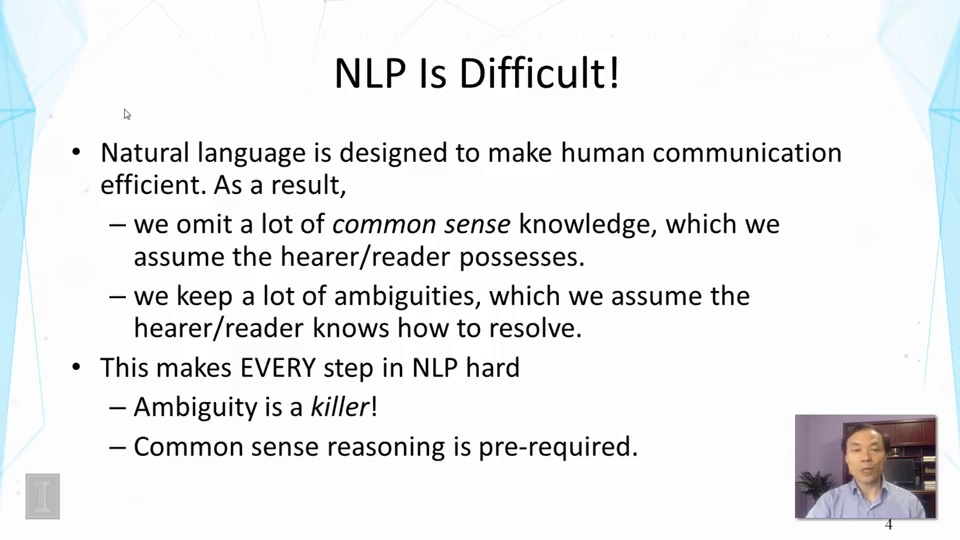 NLP Is Difficult!
• Natural language is designed to make human communication
efficient. As a result,
– we omit a lot of common sense knowledge, which we
assume the hearer/reader possesses.
– we keep a lot of ambiguities, which we assume the
hearer/reader knows how to resolve.
• This makes EVERY step in NLP hard
– Ambiguity is a killer!
– Common sense reasoning is pre-required.
I
4